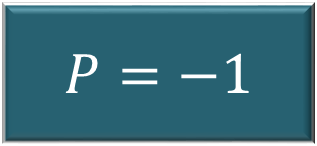 P = −1